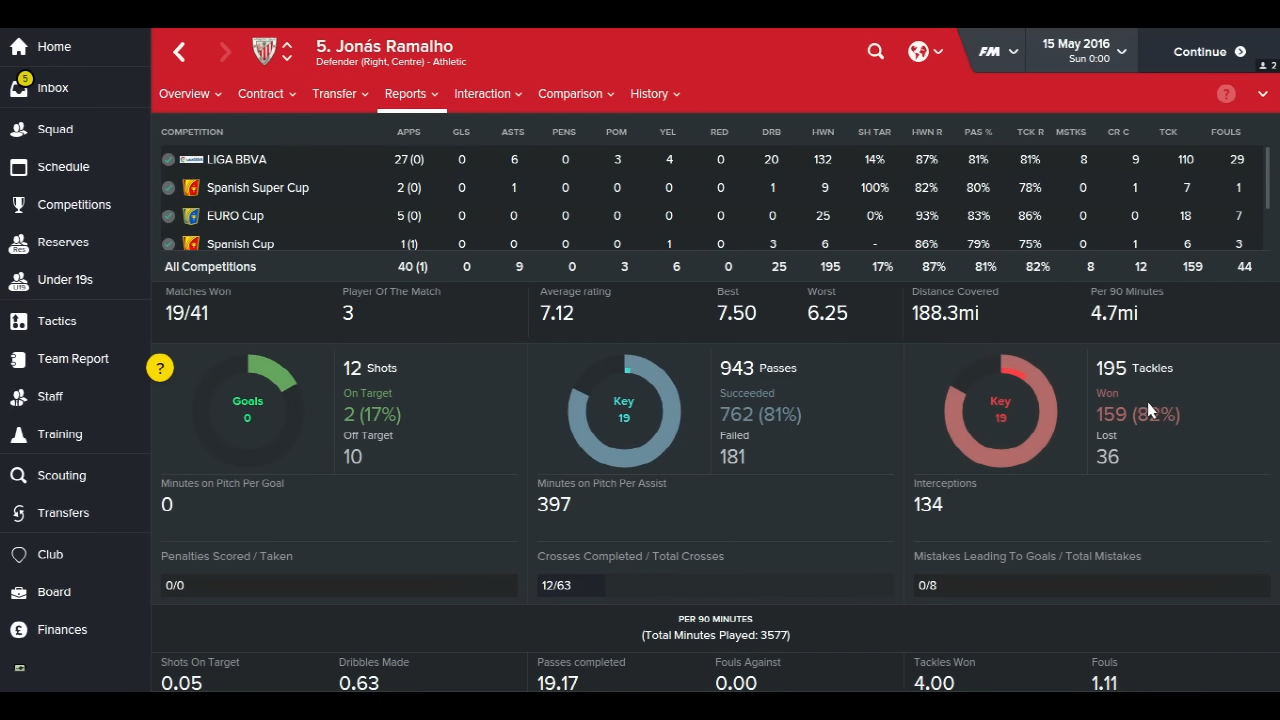 Home
5
Inbox
Squad
Schedule
Competitions
Res
Reserves
U19
Under 19s
Tactics
Team Report
Staff
Training
Scouting
Transfers
Club
Board
£
Finances
5. Jonás Ramalho
Defender (Right, Centre) - Athletic
FM
15 May 2016
Sun 0:00
Continue
2
Overview Contract Transfer Reports Interaction Comparison History
?
COMPETITION APPS GLS ASTS PENS POM YEL RED DRB HWN SH TAR HWN R PAS % TCK R MSTKS CR C TCK FOULS
LIGA BBVA 27 (0) 0 6 0 3 4 0 20 132 14% 87% 81% 81% 8 9 110 29
Spanish Super Cup 2 (0) 0 1 0 0 0 0 1 9 100% 82% 80% 78% 0 1 7 1
EURO Cup 5 (0) 0 0 0 0 0 0 0 25 0% 93% 83% 86% 0 0 18 7
Spanish Cup 1 (1) 0 0 0 0 1 0 3 6 - 86% 79% 75% 0 1 6 3
All Competitions 40 (1) 0 9 0 3 6 0 25 195 17% 87% 81% 82% 8 12 159 44
Matches Won Player Of The Match Average rating Best Worst Distance Covered Per 90 Minutes
19/41 3 7.12 7.50 6.25 188.3mi 4.7mi
?
Goals
0
12 Shots
On Target
2 (17%)
Off Target
10
Key
19
943 Passes
Succeeded
762 (81%)
Failed
181
Key
19
195 Tackles
Won
159 (82%)
Lost
36
Minutes on Pitch Per Goal Minutes on Pitch Per Assist Interceptions
0 397 134
Penalties Scored / Taken Crosses Completed / Total Crosses Mistakes Leading To Goals / Total Mistakes
0/0 12/63 0/8
PER 90 MINUTES
(Total Minutes Played: 3577)
Shots On Target Dribbles Made Passes completed Fouls Against Tackles Won Fouls
0.05 0.63 19.17 0.00 4.00 1.11